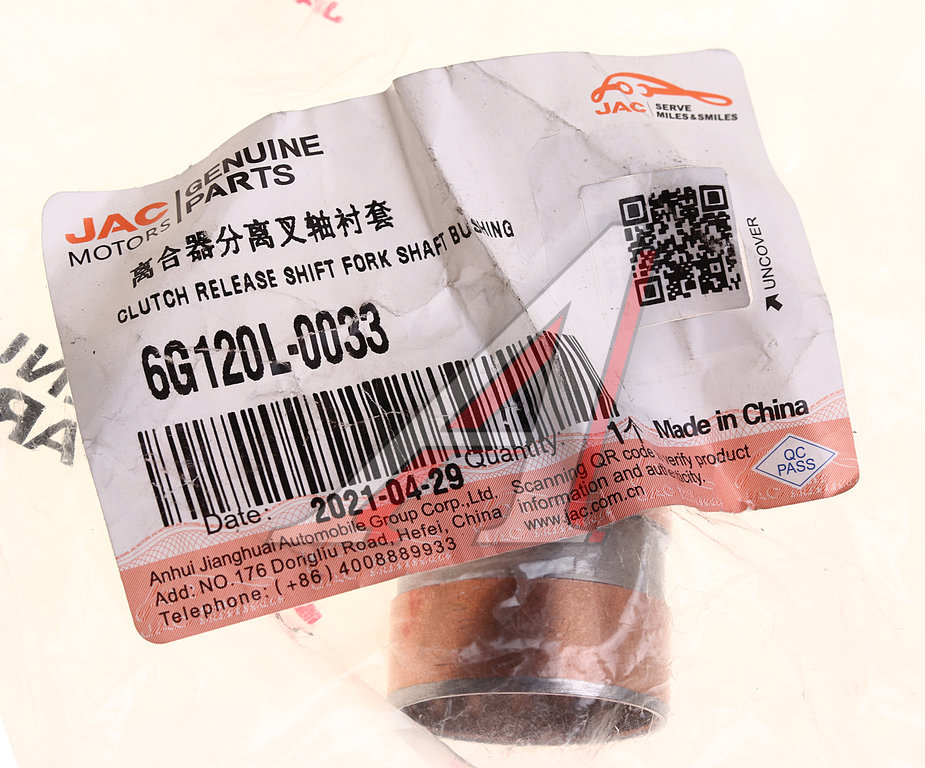 JAC
MOTORS
GENUINE
PARTS
JAC
SERVE
MILES&SMILES
离合器分离叉轴衬套
CLUTCH RELEASE SHIFT FORK SHAFT BUSHING
6G120L-0033
UNCOVER
Quantity: 1
Made in China
Date: 2021-04-29
Scanning QR code verify product
information and authenticity.
www.jac.com.cn
QC
PASS
Anhui Jianghuai Automobile Group Corp.,Ltd.
Add: NO.176 Dongliu Road, Hefei, China
Telephone: (+86) 4008889933